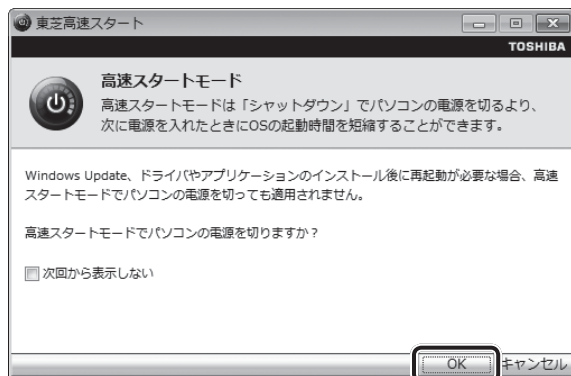 東芝高速スタート
TOSHIBA
高速スタートモード
高速スタートモードは「シャットダウン」でパソコンの電源を切るより、
次に電源を入れたときにOSの起動時間を短縮することができます。
Windows Update、ドライバやアプリケーションのインストール後に再起動が必要な場合、高速
スタートモードでパソコンの電源を切っても適用されません。
高速スタートモードでパソコンの電源を切りますか？
次回から表示しない
OK キャンセル